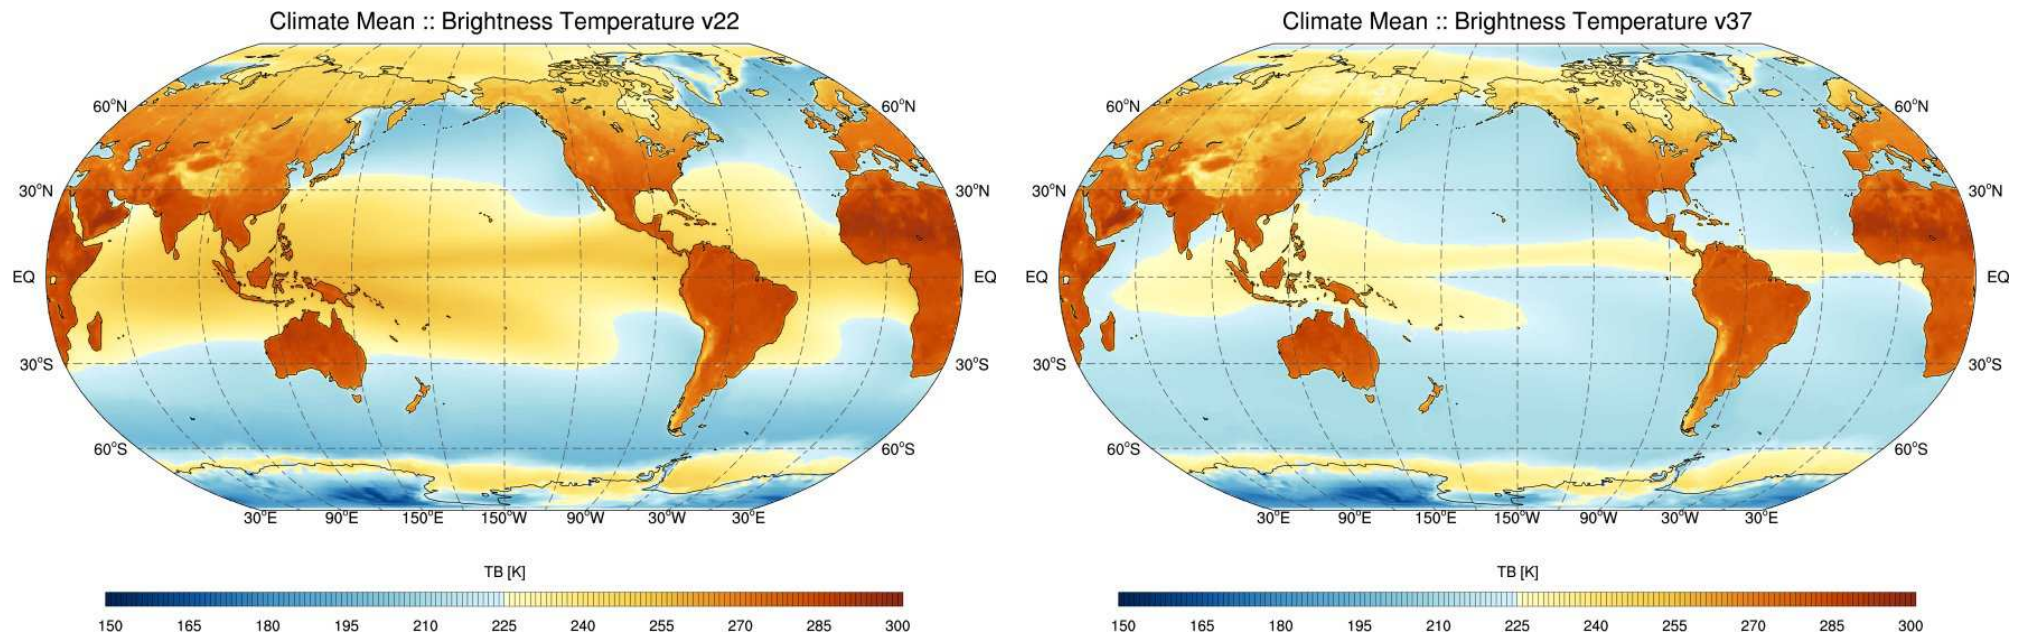 Climate Mean :: Brightness Temperature v22
60°N 60°N
30°N 30°N
EQ EQ
30°S 30°S
60°S 60°S
30°E 90°E 150°E 150°W 90°W 30°W 30°E
TB [K]
150 165 180 195 210 225 240 255 270 285 300
Climate Mean :: Brightness Temperature v37
60°N 60°N
30°N 30°N
EQ EQ
30°S 30°S
60°S 60°S
30°E 90°E 150°E 150°W 90°W 30°W 30°E
TB [K]
150 165 180 195 210 225 240 255 270 285 300